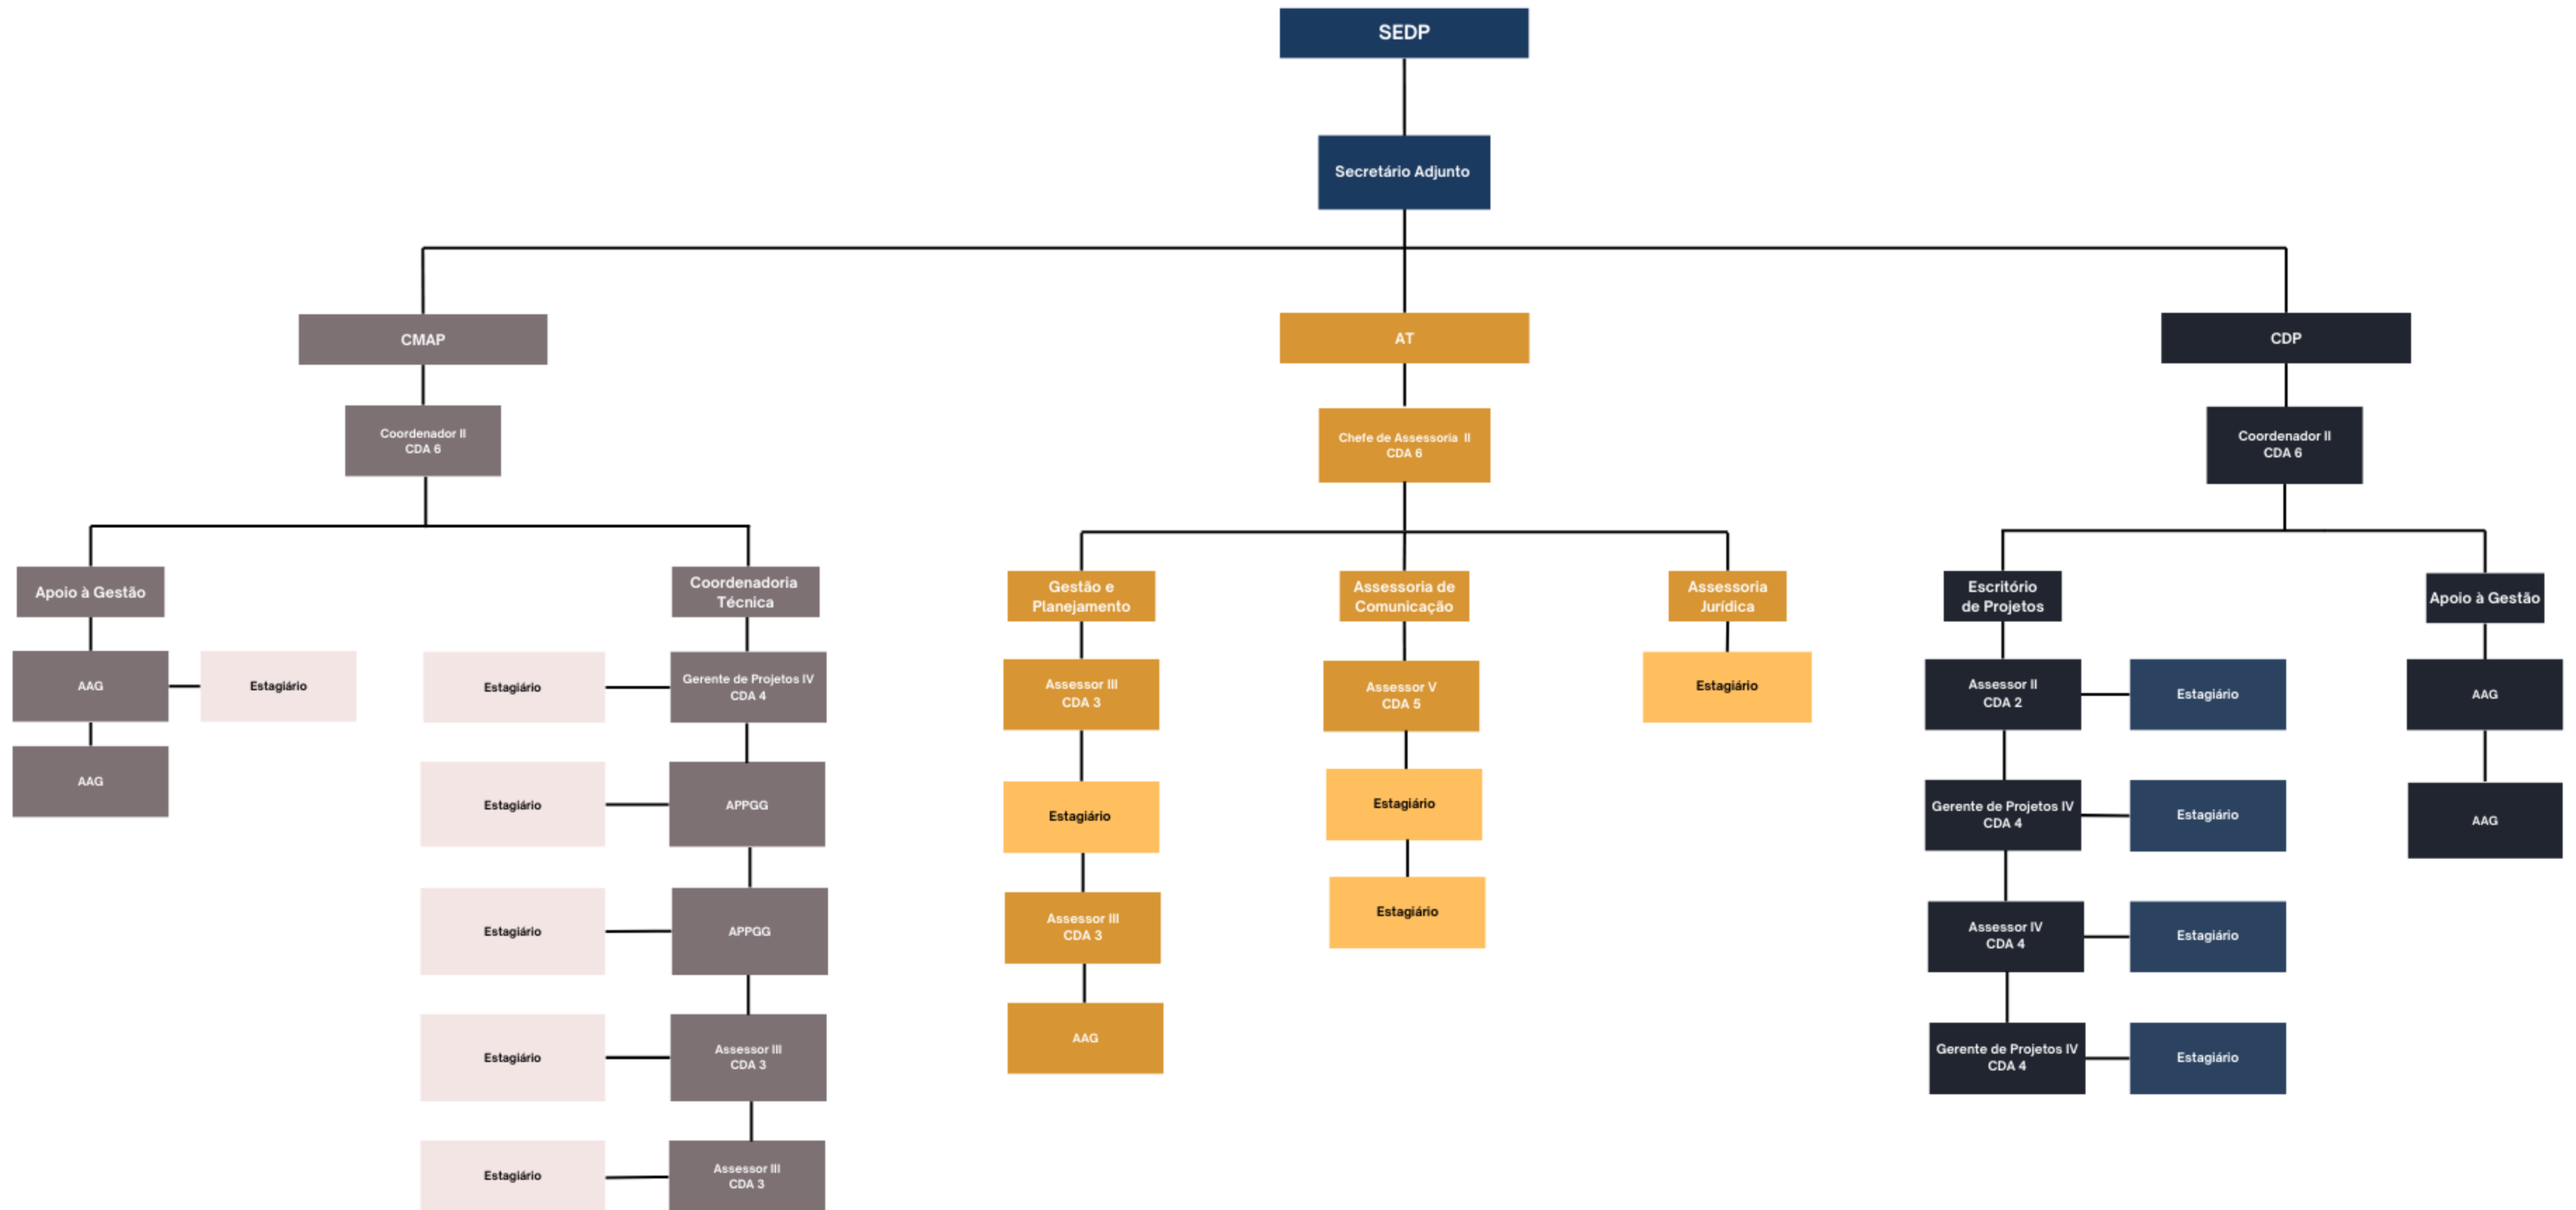 SEDP
Secretário Adjunto
CMAP
AT
CDP
Coordenador II
CDA 6
Chefe de Assessoria II
CDA 6
Coordenador II
CDA 6
Apoio à Gestão
AAG
Estagiário
AAG
Coordenadoria
Técnica
Estagiário
Gerente de Projetos IV
CDA 4
Estagiário
APPGG
Estagiário
APPGG
Estagiário
Assessor III
CDA 3
Estagiário
Assessor III
CDA 3
Gestão e
Planejamento
Assessor III
CDA 3
Estagiário
Assessor III
CDA 3
AAG
Assessoria de
Comunicação
Assessor V
CDA 5
Estagiário
Estagiário
Assessoria
Jurídica
Estagiário
Escritório
de Projetos
Assessor II
CDA 2
Estagiário
Gerente de Projetos IV
CDA 4
Estagiário
Assessor IV
CDA 4
Estagiário
Gerente de Projetos IV
CDA 4
Estagiário
Apoio à Gestão
AAG
AAG